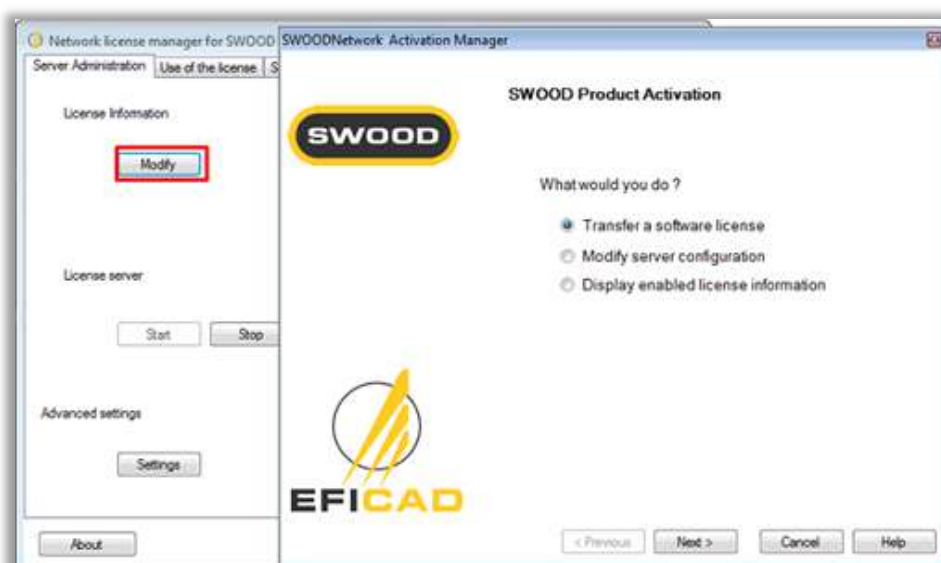 Network license manager for SWOOD
Server Administration
Use of the license
S
License Information
Modify
License server
Start
Stop
Advanced settings
Settings
About
SWOODNetwork Activation Manager
SWOOD
SWOOD Product Activation
What would you do ?
Transfer a software license
Modify server configuration
Display enabled license information
EFICAD
< Previous
Next >
Cancel
Help